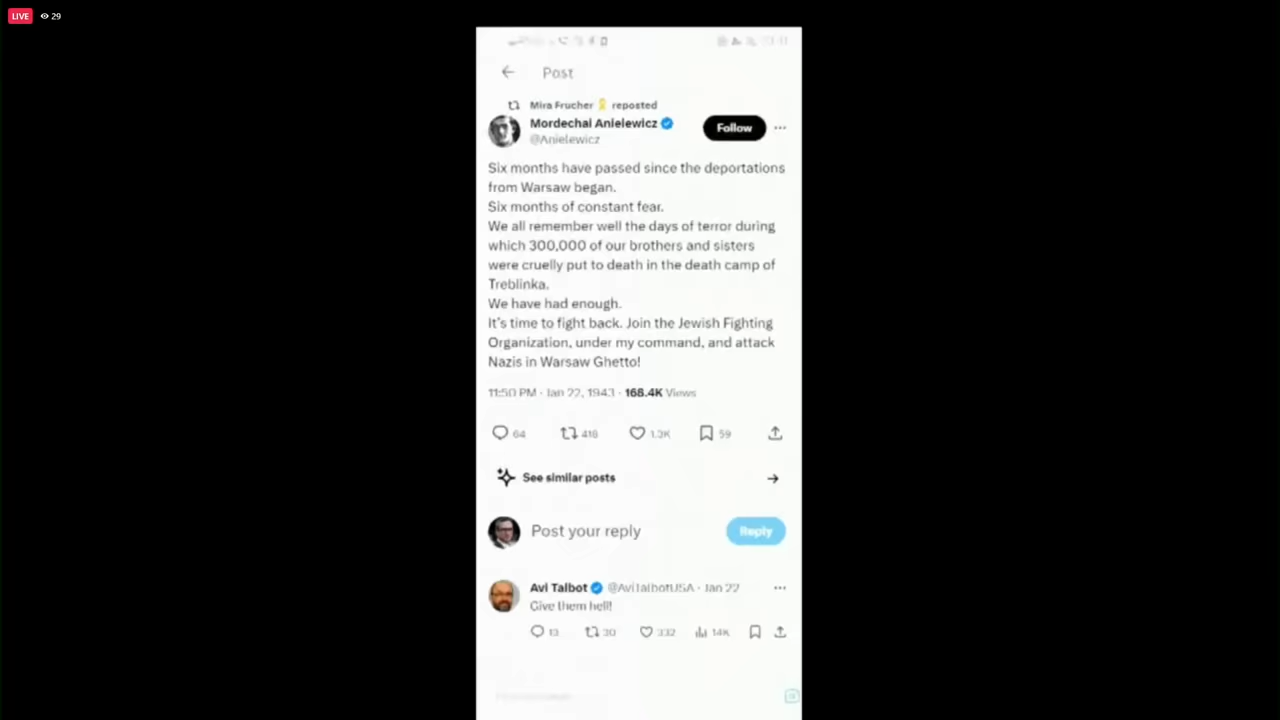 LIVE 29
Post
Mira Frucher reposted
Mordechai Anielewicz
Follow
@Anielewicz
Six months have passed since the deportations
from Warsaw began.
Six months of constant fear.
We all remember well the days of terror during
which 300,000 of our brothers and sisters
were cruelly put to death in the death camp of
Treblinka.
We have had enough.
It's time to fight back. Join the Jewish Fighting
Organization, under my command, and attack
Nazis in Warsaw Ghetto!
11:50 PM · Jan 22, 1943 · 168.4K Views
64 418 1.3K 59
See similar posts
Post your reply
Reply
Avi Talbot @AviTalbotUSA · Jan 22
Give them hell!
13 30 332 14K